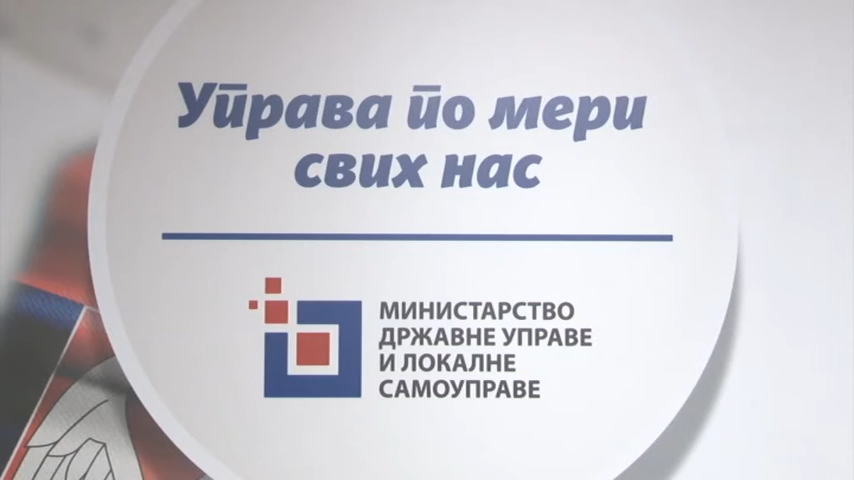 Управа по мери
свих нас
МИНИСТАРСТВО
ДРЖАВНЕ УПРАВЕ
И ЛОКАЛНЕ
САМОУПРАВЕ